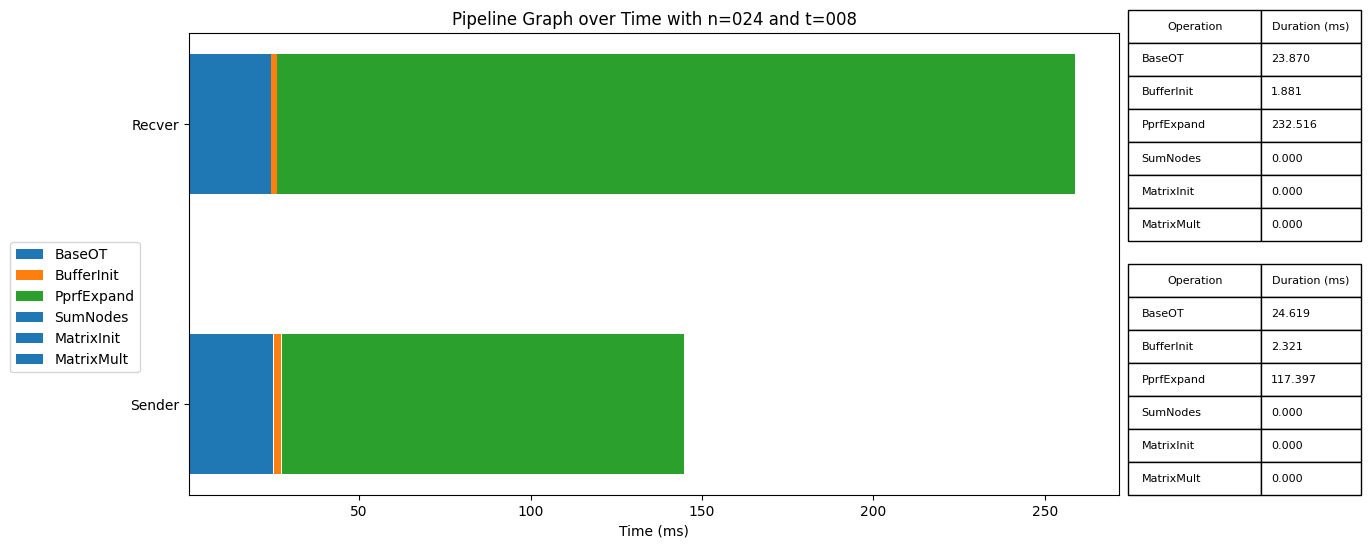 Pipeline Graph over Time with n=024 and t=008
Recver
Sender
BaseOT
BufferInit
PprfExpand
SumNodes
MatrixInit
MatrixMult
50 100 150 200 250
Time (ms)
Operation Duration (ms)
BaseOT 23.870
BufferInit 1.881
PprfExpand 232.516
SumNodes 0.000
MatrixInit 0.000
MatrixMult 0.000
Operation Duration (ms)
BaseOT 24.619
BufferInit 2.321
PprfExpand 117.397
SumNodes 0.000
MatrixInit 0.000
MatrixMult 0.000